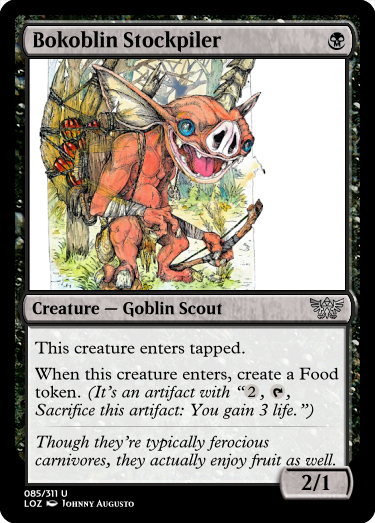 Bokoblin Stockpiler
Creature — Goblin Scout
This creature enters tapped.
When this creature enters, create a Food
token. (It's an artifact with “2, T,
Sacrifice this artifact: You gain 3 life.”)
Though they're typically ferocious
carnivores, they actually enjoy fruit as well.
2/1
085/311 U
LOZ Johnny Augusto